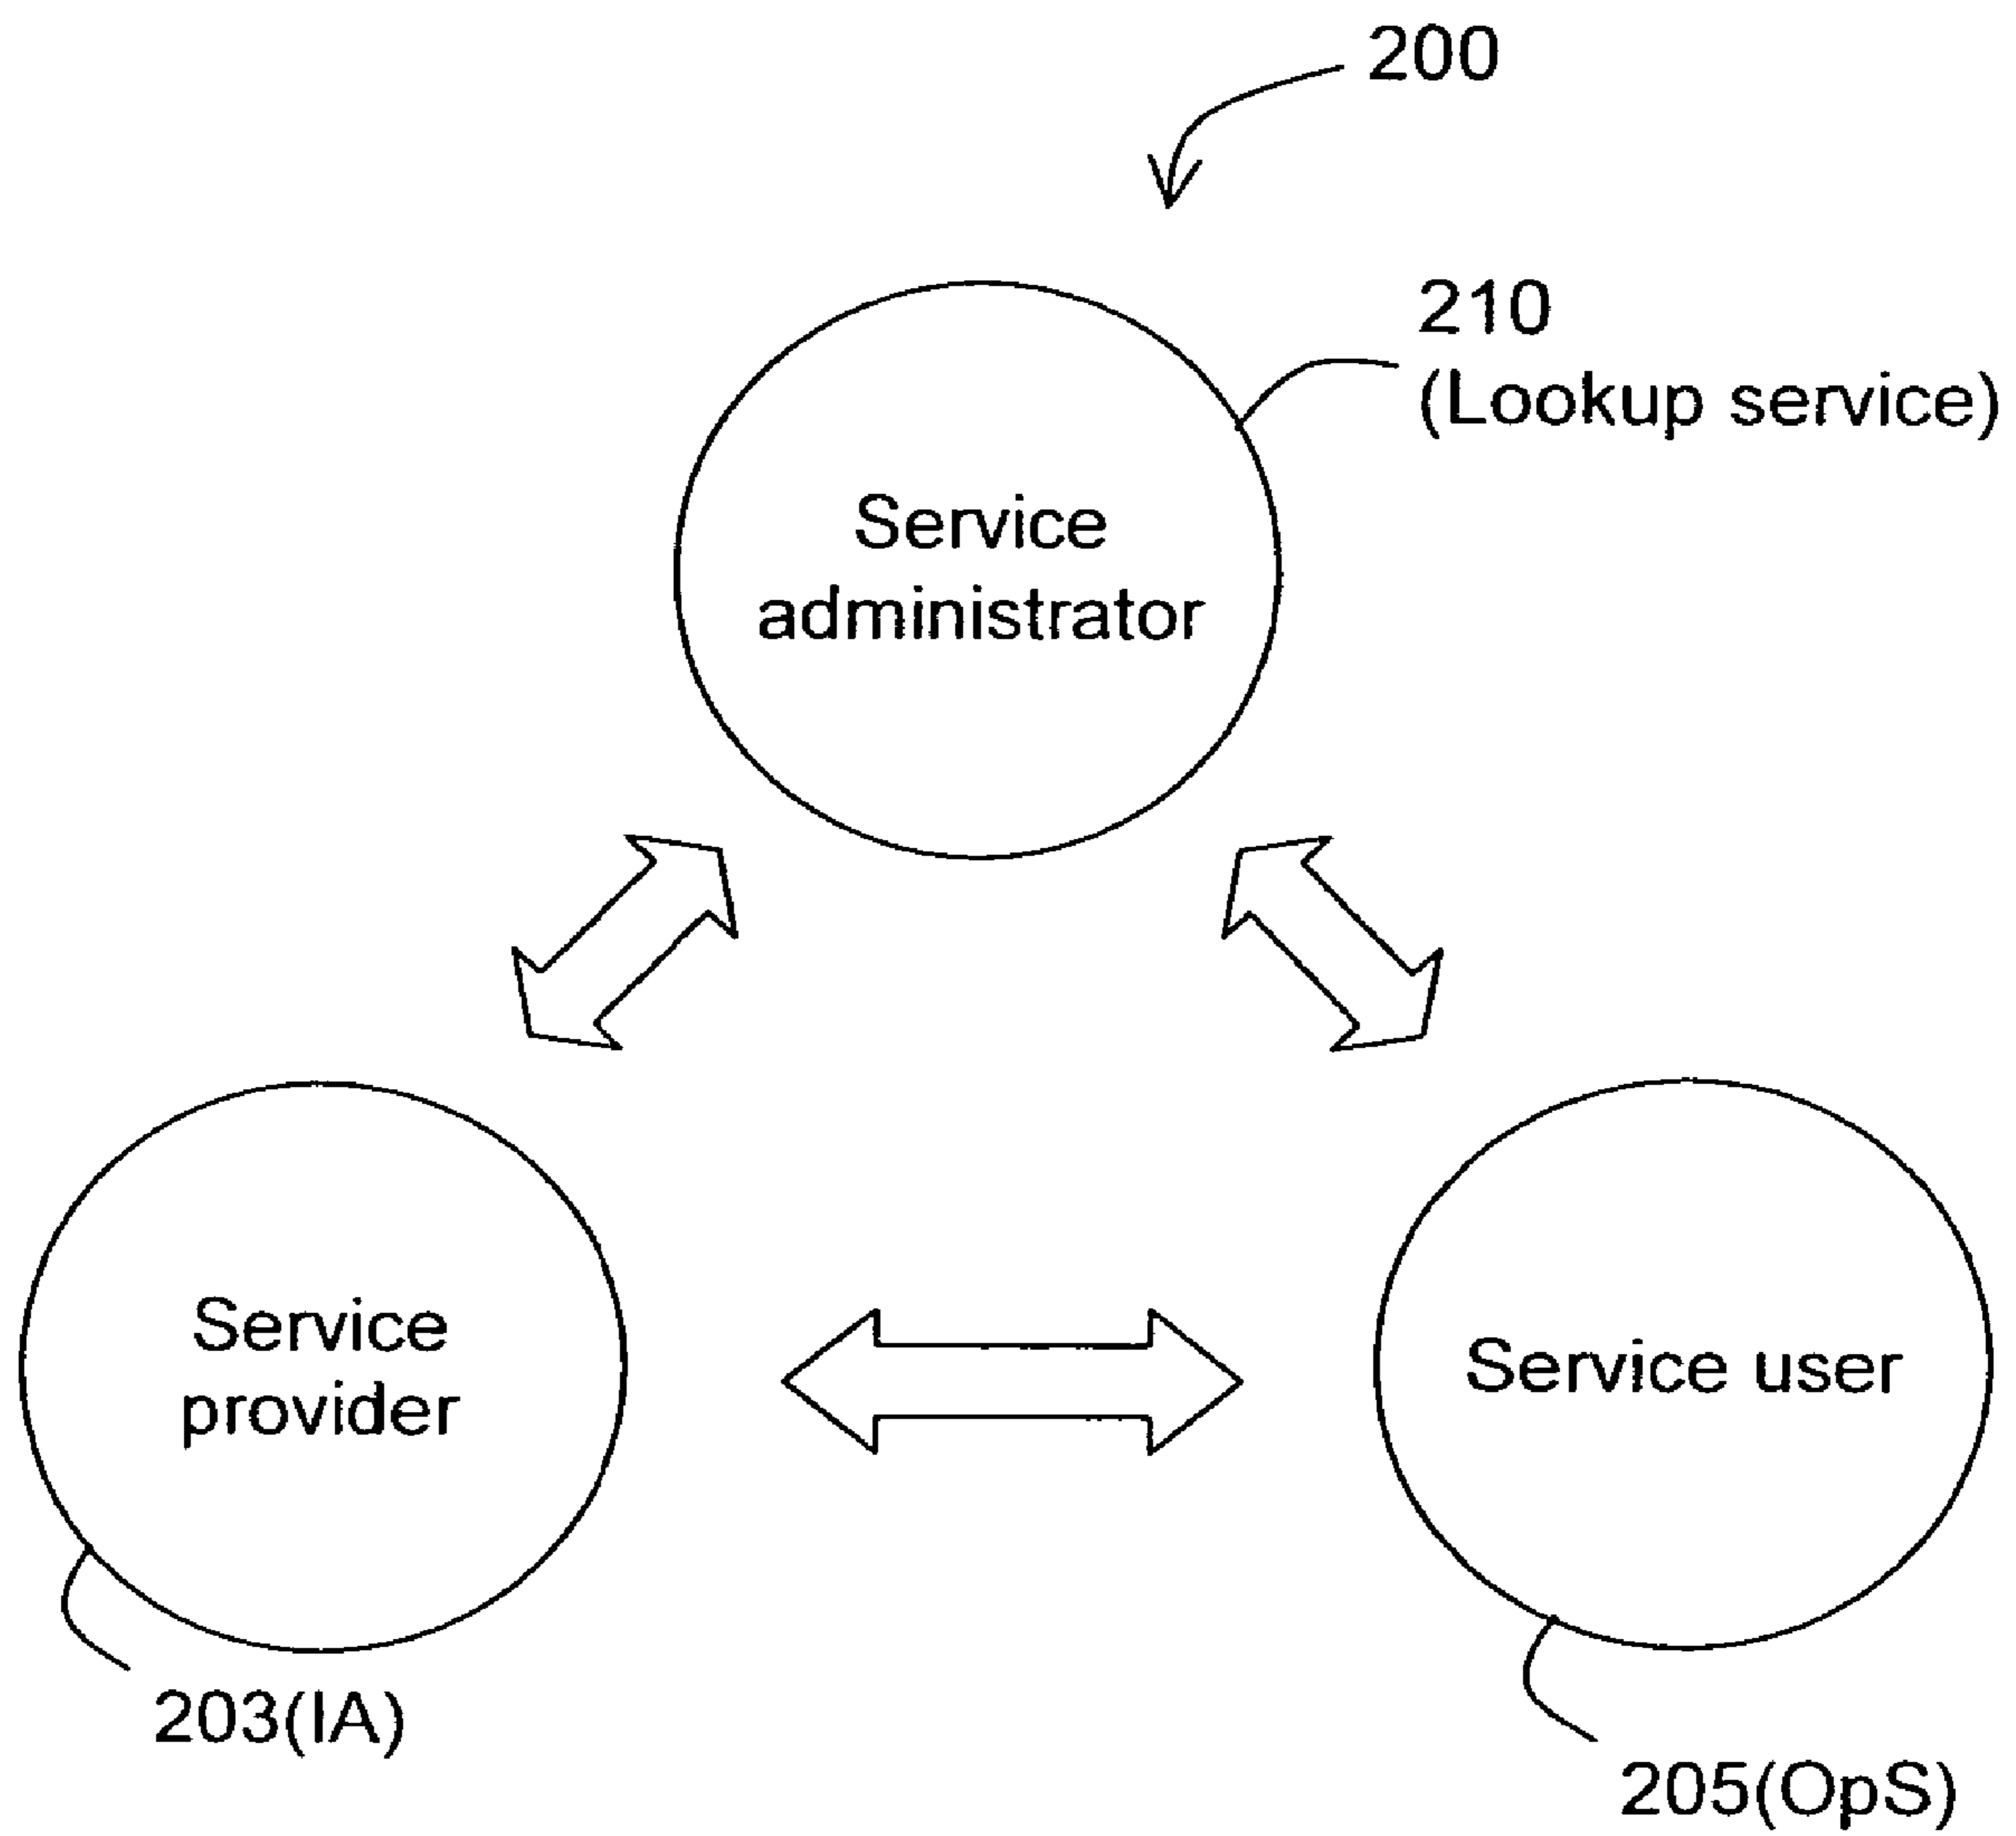 200
210
(Lookup service)
Service
administrator
Service
provider
Service user
203(IA)
205(OpS)